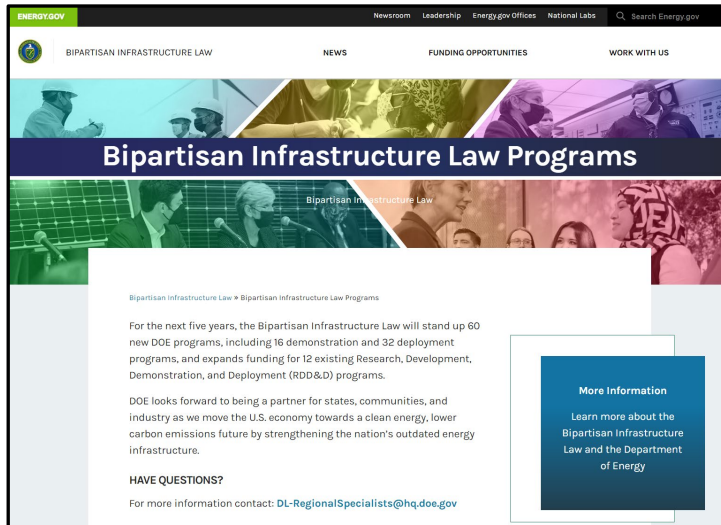 ENERGY.GOV
Newsroom Leadership Energy.gov Offices National Labs Search Energy.gov
BIPARTISAN INFRASTRUCTURE LAW NEWS FUNDING OPPORTUNITIES WORK WITH US
Bipartisan Infrastructure Law Programs
Bipartisan Infrastructure Law
Bipartisan Infrastructure Law » Bipartisan Infrastructure Law Programs
For the next five years, the Bipartisan Infrastructure Law will stand up 60
new DOE programs, including 16 demonstration and 32 deployment
programs, and expands funding for 12 existing Research, Development,
Demonstration, and Deployment (RDD&D) programs.
DOE looks forward to being a partner for states, communities, and
industry as we move the U.S. economy towards a clean energy, lower
carbon emissions future by strengthening the nation's outdated energy
infrastructure.
HAVE QUESTIONS?
For more information contact: DL-RegionalSpecialists@hq.doe.gov
More Information
Learn more about the
Bipartisan Infrastructure
Law and the Department
of Energy